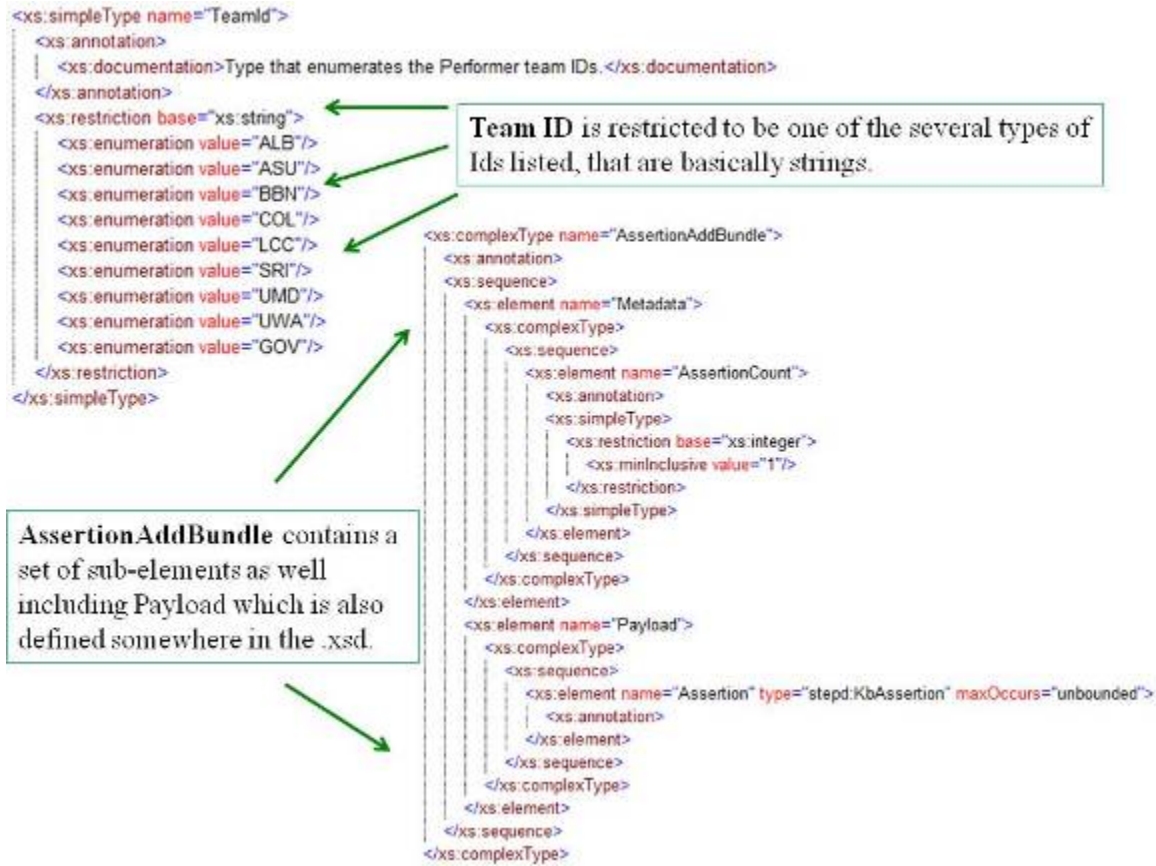 <xs:simpleType name="TeamId">
<xs:annotation>
<xs:documentation>Type that enumerates the Performer team IDs.</xs:documentation>
</xs:annotation>
<xs:restriction base="xs:string">
<xs:enumeration value="ALB"/>
<xs:enumeration value="ASU"/>
<xs:enumeration value="BBN"/>
<xs:enumeration value="COL"/>
<xs:enumeration value="LCC"/>
<xs:enumeration value="SRI"/>
<xs:enumeration value="UMD"/>
<xs:enumeration value="UWA"/>
<xs:enumeration value="GOV"/>
</xs:restriction>
</xs:simpleType>
Team ID is restricted to be one of the several types of
Ids listed, that are basically strings.
<xs:complexType name="AssertionAddBundle">
<xs:annotation>
<xs:sequence>
<xs:element name="Metadata">
<xs:complexType>
<xs:sequence>
<xs:element name="AssertionCount">
<xs:annotation>
<xs:simpleType>
<xs:restriction base="xs:integer">
<xs:minInclusive value="1"/>
</xs:restriction>
</xs:simpleType>
</xs:element>
</xs:sequence>
</xs:complexType>
</xs:element>
<xs:element name="Payload">
<xs:complexType>
<xs:sequence>
<xs:element name="Assertion" type="stepd:KbAssertion" maxOccurs="unbounded">
<xs:annotation>
</xs:element>
</xs:sequence>
</xs:complexType>
</xs:element>
</xs:sequence>
</xs:complexType>
AssertionAddBundle contains a
set of sub-elements as well
including Payload which is also
defined somewhere in the .xsd.